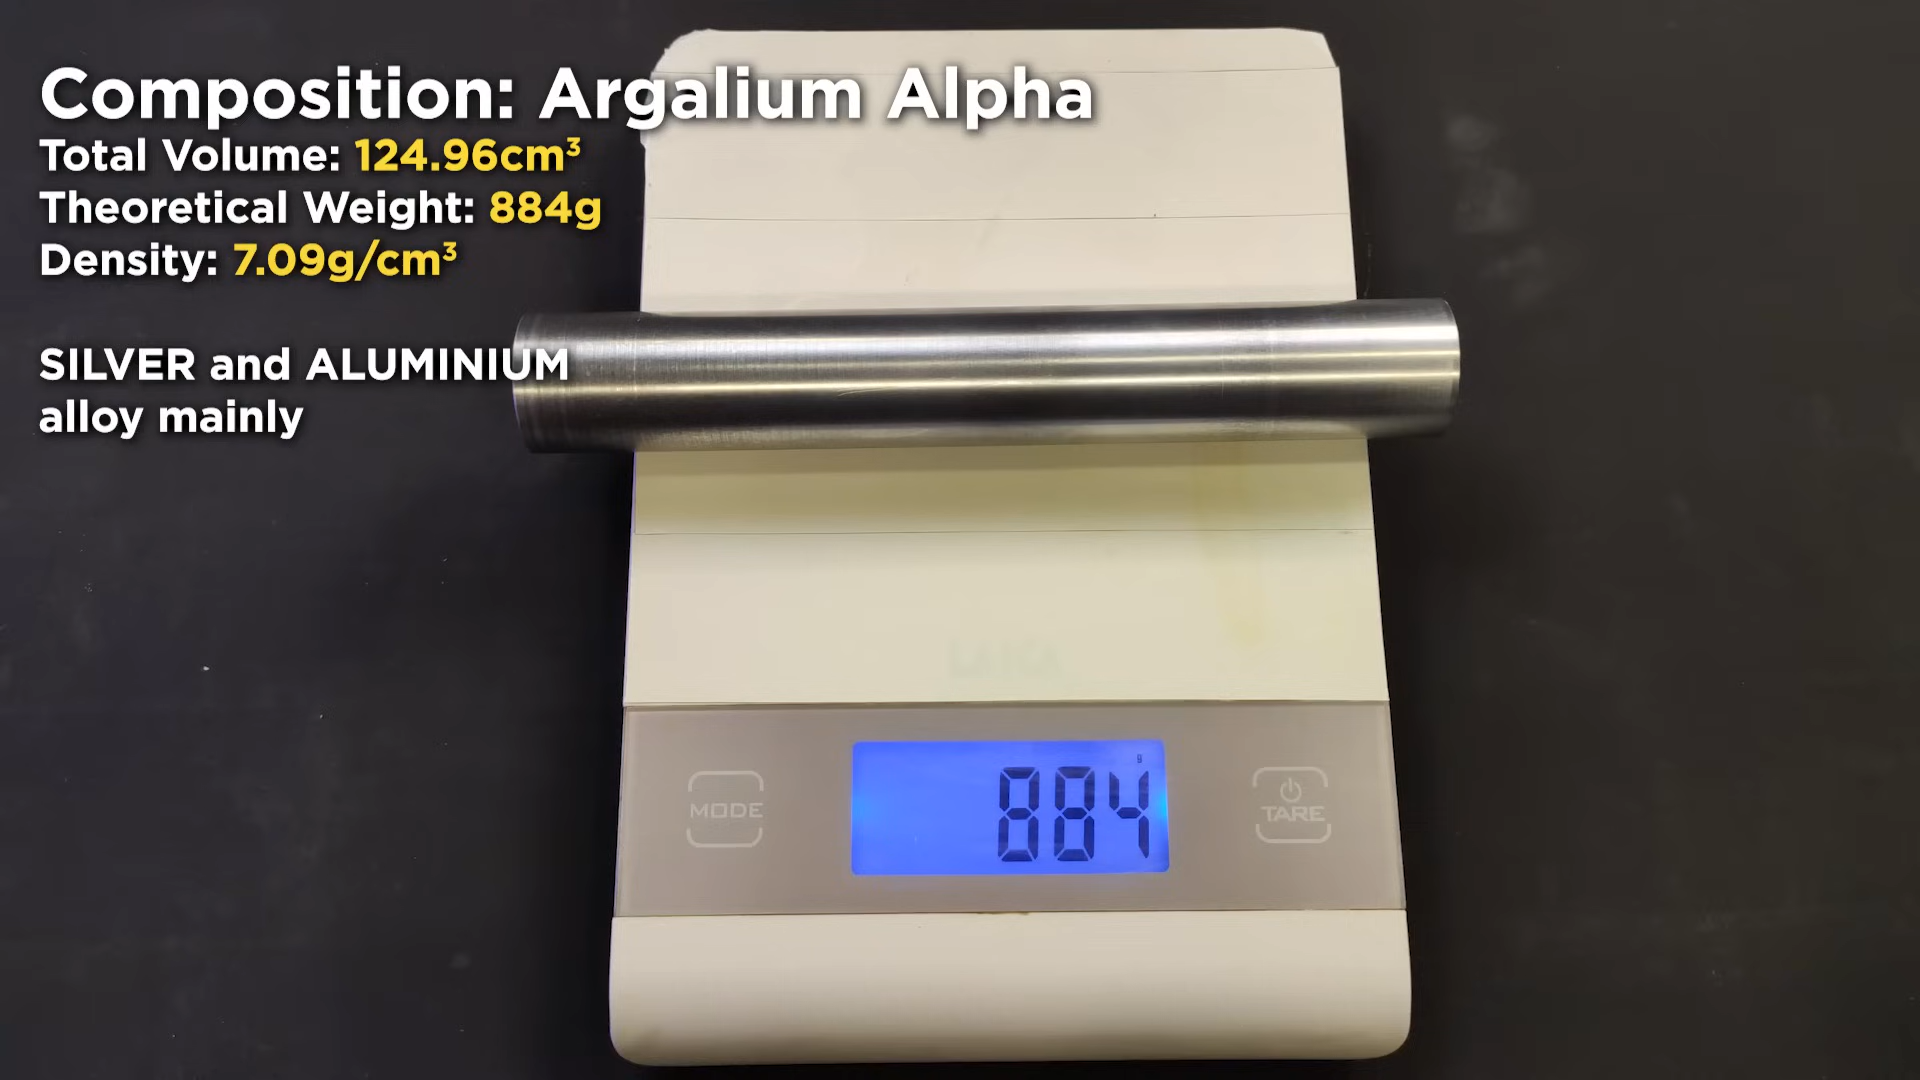 Composition: Argalium Alpha
Total Volume: 124.96cm³
Theoretical Weight: 884g
Density: 7.09g/cm³
SILVER and ALUMINIUM
alloy mainly
g
884
MODE
TARE